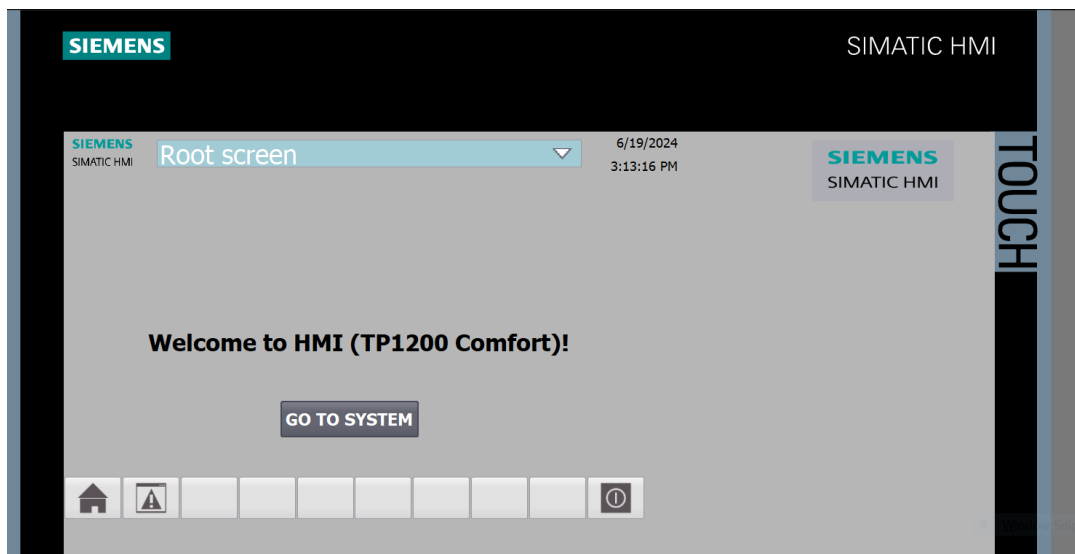 SIEMENS
SIMATIC HMI
SIEMENS
SIMATIC HMI
Root screen
6/19/2024
3:13:16 PM
SIEMENS
SIMATIC HMI
TOUCH
Welcome to HMI (TP1200 Comfort)!
GO TO SYSTEM